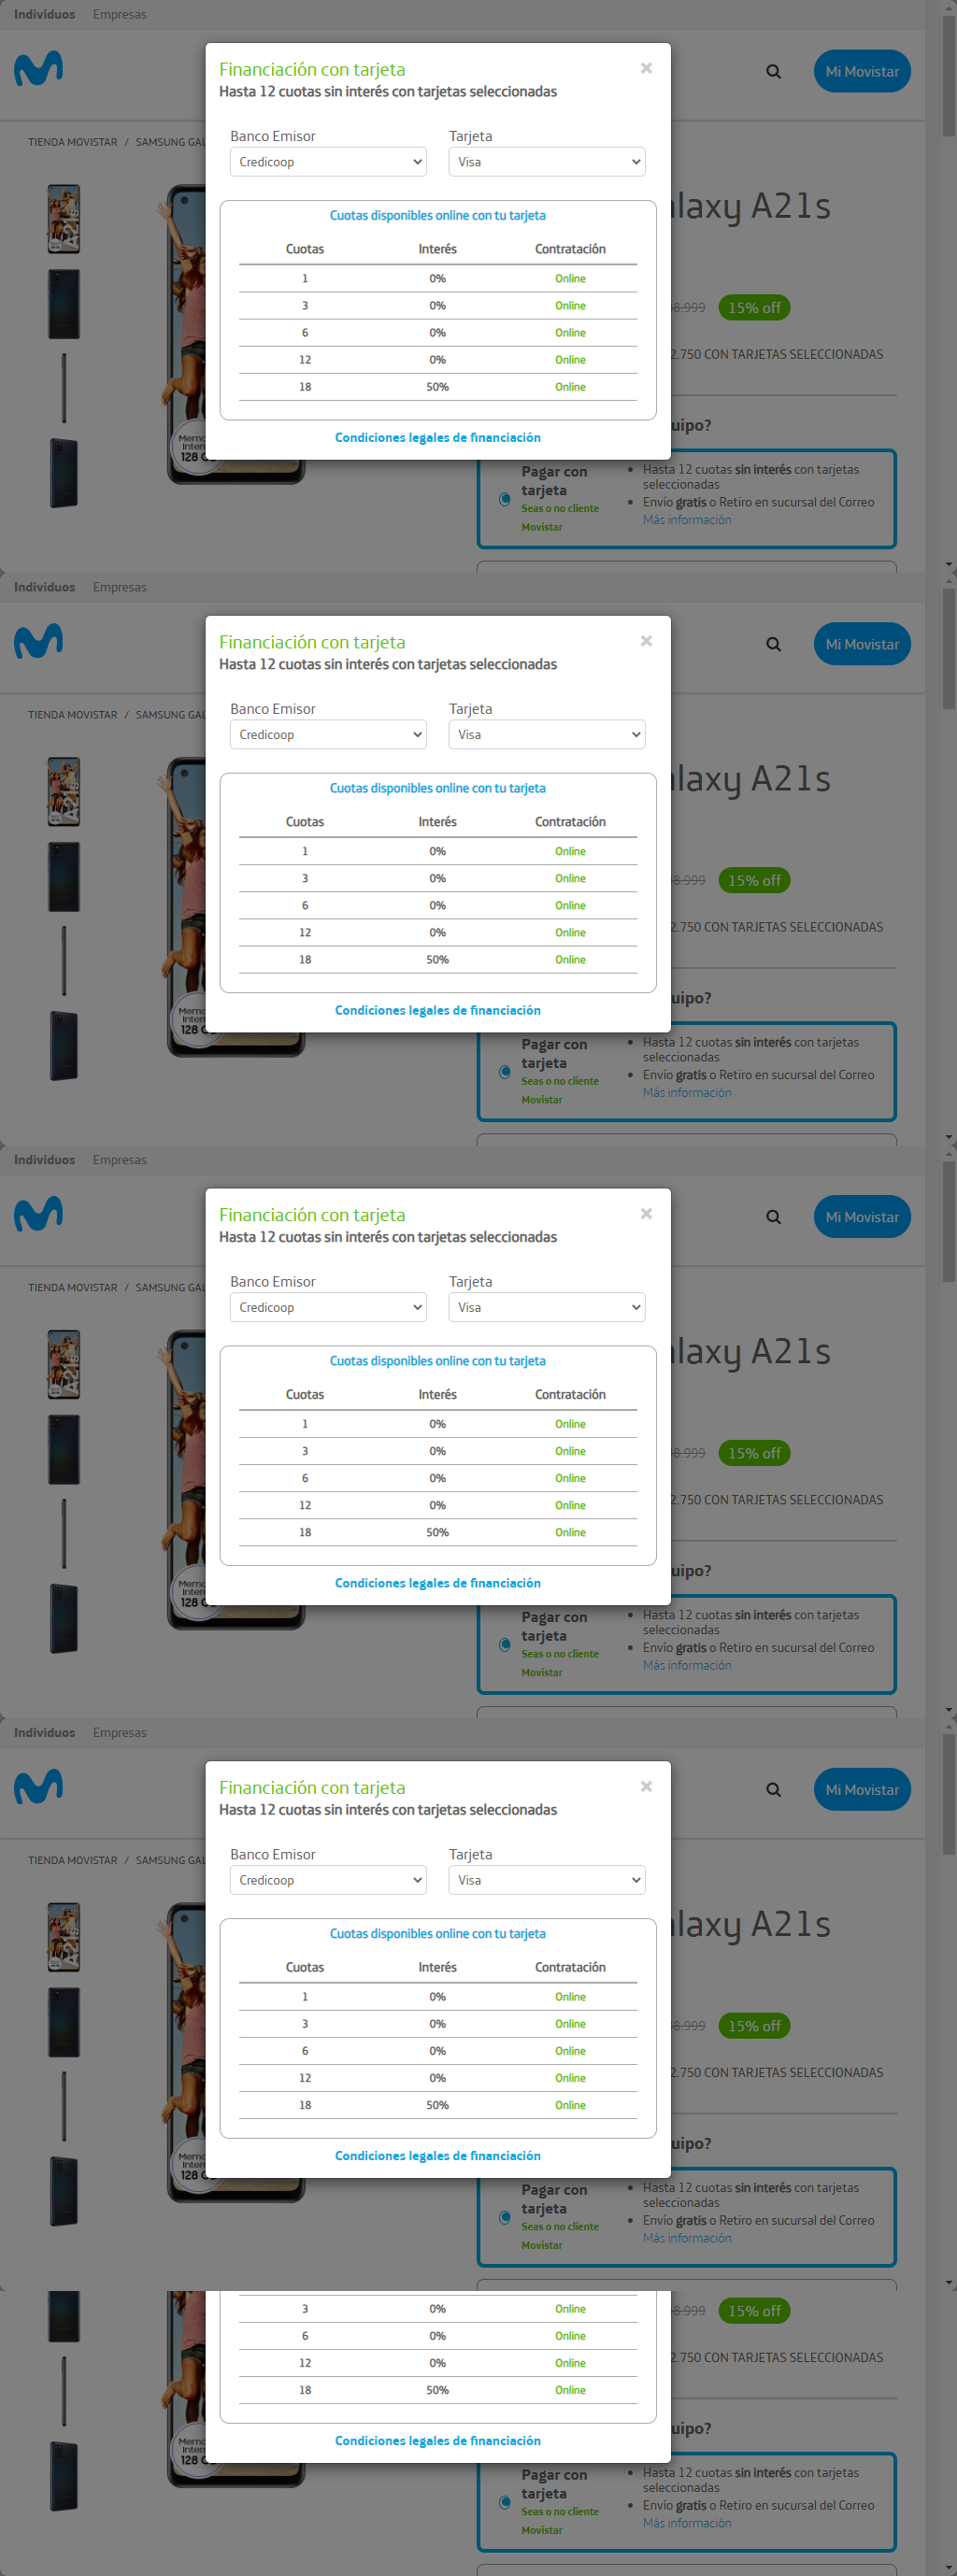 Individuos Empresas
Mi Movistar
Financiación con tarjeta
Hasta 12 cuotas sin interés con tarjetas seleccionadas
TIENDA MOVISTAR / SAMSUNG GAL
Banco Emisor Tarjeta
Credicoop Visa
laxy A21s
Cuotas disponibles online con tu tarjeta
Cuotas Interés Contratación
1 0% Online
3 0% Online
6 0% Online
12 0% Online
18 50% Online
8.999 15% off
2.750 CON TARJETAS SELECCIONADAS
uipo?
Condiciones legales de financiación
128 G
Pagar con tarjeta
Seas o no cliente
Movistar
Hasta 12 cuotas sin interés con tarjetas
seleccionadas
Envío gratis o Retiro en sucursal del Correo
Más información
Individuos Empresas
Mi Movistar
Financiación con tarjeta
Hasta 12 cuotas sin interés con tarjetas seleccionadas
TIENDA MOVISTAR / SAMSUNG GAL
Banco Emisor Tarjeta
Credicoop Visa
laxy A21s
Cuotas disponibles online con tu tarjeta
Cuotas Interés Contratación
1 0% Online
3 0% Online
6 0% Online
12 0% Online
18 50% Online
8.999 15% off
2.750 CON TARJETAS SELECCIONADAS
uipo?
Condiciones legales de financiación
128 G
Pagar con
tarjeta
Seas o no cliente
Movistar
Hasta 12 cuotas sin interés con tarjetas
seleccionadas
Envío gratis o Retiro en sucursal del Correo
Más información
Individuos Empresas
Mi Movistar
Financiación con tarjeta
Hasta 12 cuotas sin interés con tarjetas seleccionadas
TIENDA MOVISTAR / SAMSUNG GAL
Banco Emisor Tarjeta
Credicoop Visa
laxy A21s
Cuotas disponibles online con tu tarjeta
Cuotas Interés Contratación
1 0% Online
3 0% Online
6 0% Online
12 0% Online
18 50% Online
8.999 15% off
2.750 CON TARJETAS SELECCIONADAS
uipo?
Condiciones legales de financiación
128 G
Pagar con
tarjeta
Seas o no cliente
Movistar
Hasta 12 cuotas sin interés con tarjetas
seleccionadas
Envío gratis o Retiro en sucursal del Correo
Más información
Individuos Empresas
Mi Movistar
Financiación con tarjeta
Hasta 12 cuotas sin interés con tarjetas seleccionadas
TIENDA MOVISTAR / SAMSUNG GAL
Banco Emisor Tarjeta
Credicoop Visa
laxy A21s
Cuotas disponibles online con tu tarjeta
Cuotas Interés Contratación
1 0% Online
3 0% Online
6 0% Online
12 0% Online
18 50% Online
8.999 15% off
2.750 CON TARJETAS SELECCIONADAS
uipo?
Condiciones legales de financiación
128 G
Pagar con
tarjeta
Seas o no cliente
Movistar
Hasta 12 cuotas sin interés con tarjetas
seleccionadas
Envío gratis o Retiro en sucursal del Correo
Más información
3 0% Online
6 0% Online
12 0% Online
18 50% Online
8.999 15% off
2.750 CON TARJETAS SELECCIONADAS
uipo?
Condiciones legales de financiación
128 G
Pagar con
tarjeta
Seas o no cliente
Movistar
Hasta 12 cuotas sin interés con tarjetas
seleccionadas
Envío gratis o Retiro en sucursal del Correo
Más información